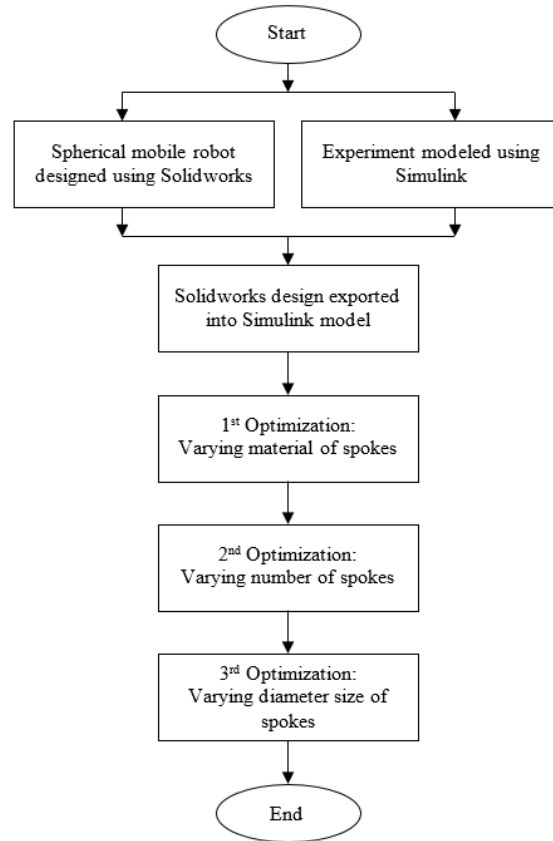 Start
Spherical mobile robot
designed using Solidworks
Experiment modeled using
Simulink
Solidworks design exported
into Simulink model
1st Optimization:
Varying material of spokes
2nd Optimization:
Varying number of spokes
3rd Optimization:
Varying diameter size of
spokes
End